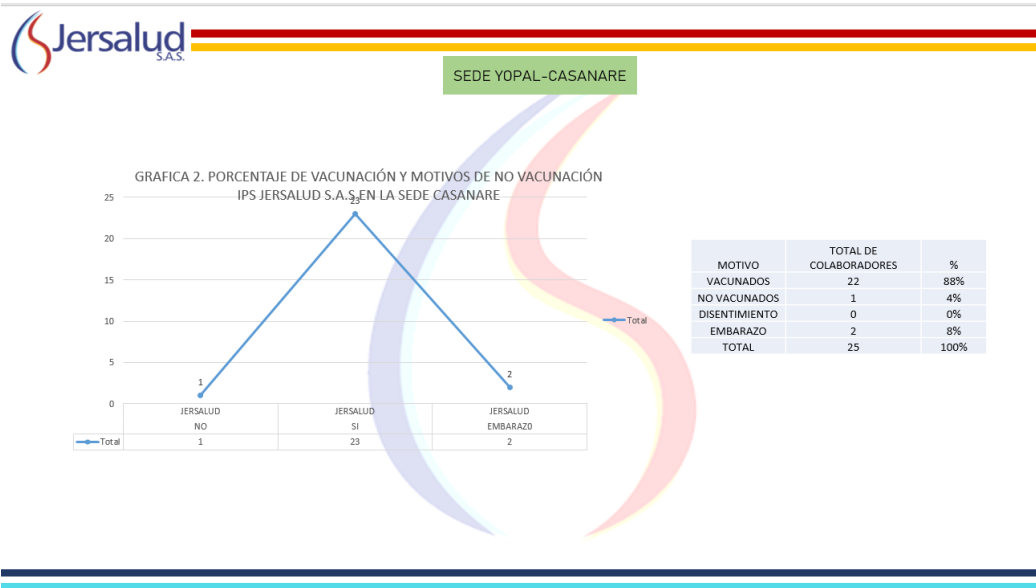 Jersalud
S.A.S.
SEDE YOPAL-CASANARE
GRAFICA 2. PORCENTAJE DE VACUNACIÓN Y MOTIVOS DE NO VACUNACIÓN
IPS JERSALUD S.A.S EN LA SEDE CASANARE
25
20
15
10
5
0
1
23
2
JERSALUD JERSALUD JERSALUD
NO SI EMBARAZ0
Total 1 23 2
Total
MOTIVO TOTAL DE COLABORADORES %
VACUNADOS 22 88%
NO VACUNADOS 1 4%
DISENTIMIENTO 0 0%
EMBARAZO 2 8%
TOTAL 25 100%